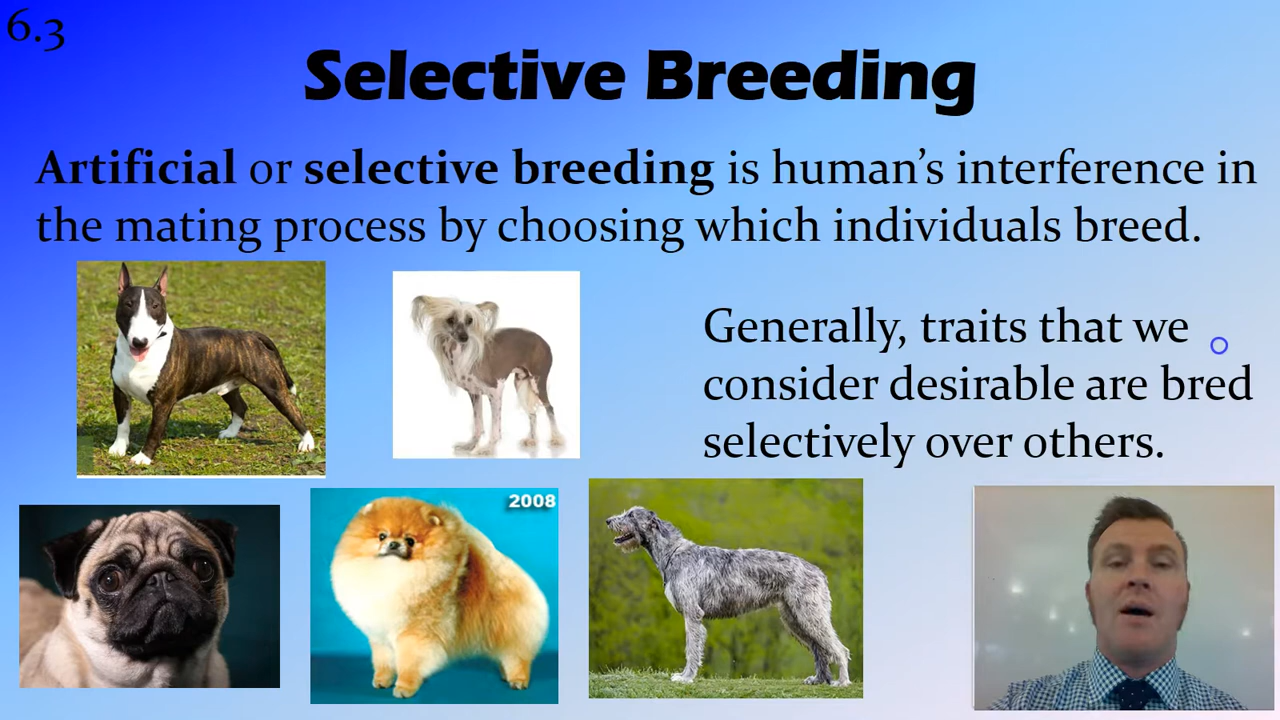 6.3
Selective Breeding
Artificial or selective breeding is human’s interference in
the mating process by choosing which individuals breed.
Generally, traits that we
consider desirable are bred
selectively over others.
2008